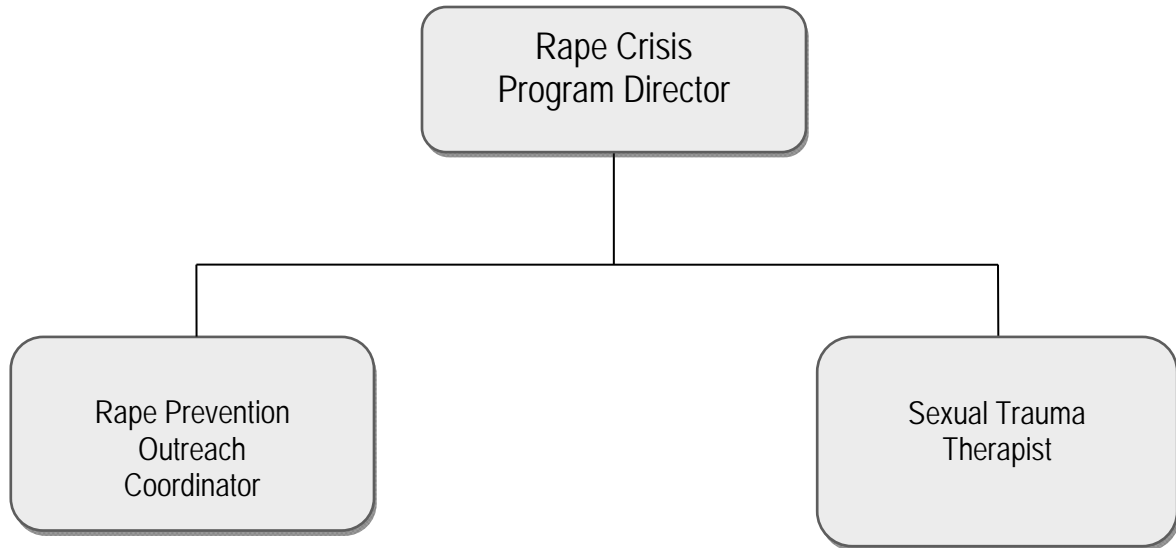 Rape Crisis
Program Director
Rape Prevention
Outreach
Coordinator
Sexual Trauma
Therapist